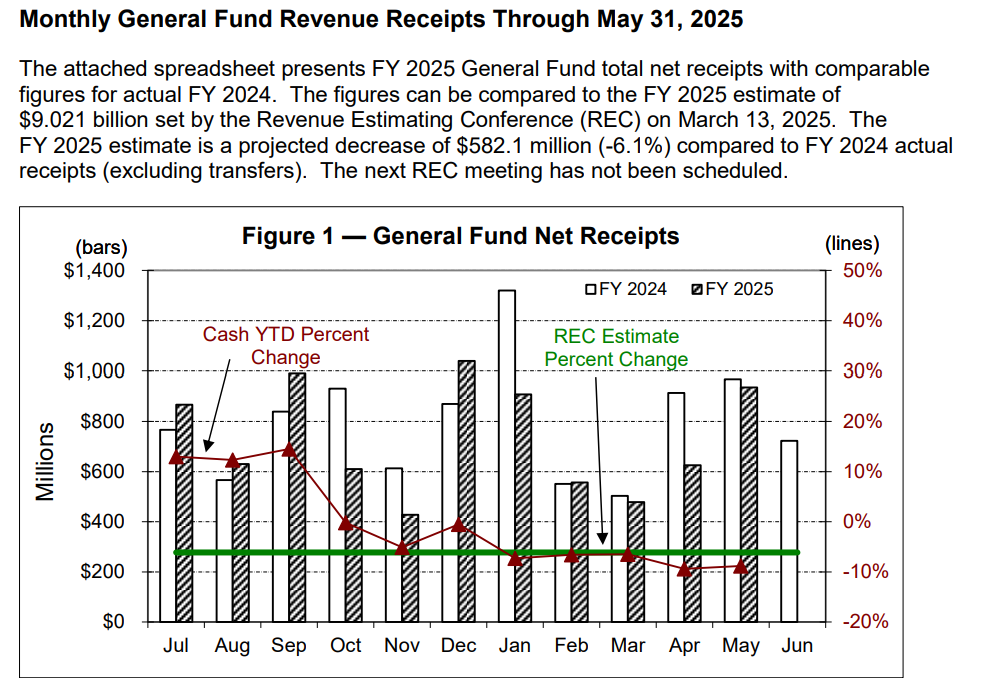 Monthly General Fund Revenue Receipts Through May 31, 2025
The attached spreadsheet presents FY 2025 General Fund total net receipts with comparable
figures for actual FY 2024.  The figures can be compared to the FY 2025 estimate of
$9.021 billion set by the Revenue Estimating Conference (REC) on March 13, 2025.  The
FY 2025 estimate is a projected decrease of $582.1 million (-6.1%) compared to FY 2024 actual
receipts (excluding transfers).  The next REC meeting has not been scheduled.
Figure 1 — General Fund Net Receipts
(bars)
(lines)
$1,400
50%
FY 2024
FY 2025
$1,200
40%
Cash YTD Percent
Change
REC Estimate
Percent Change
$1,000
30%
$800
20%
Millions
$600
10%
$400
0%
$200
-10%
$0
-20%
Jul Aug Sep Oct Nov Dec Jan Feb Mar Apr May Jun